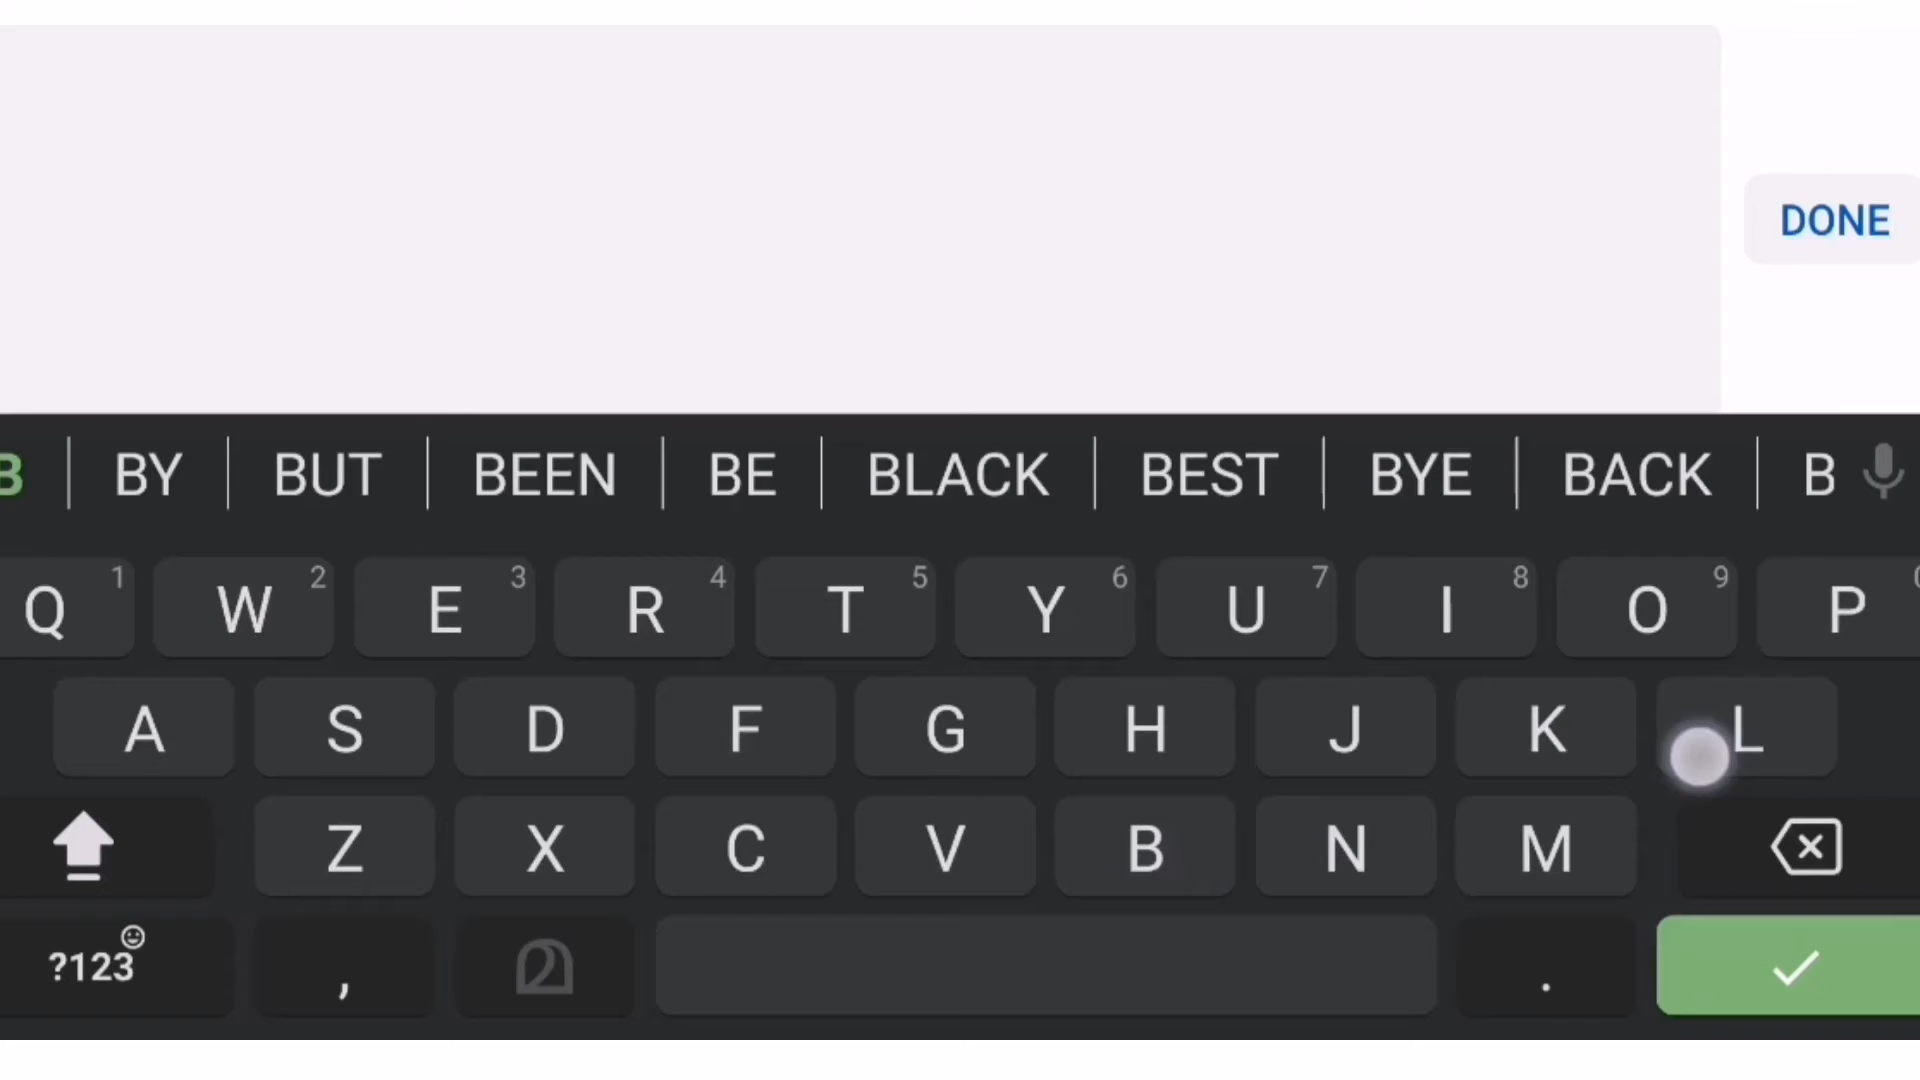 DONE
B BY BUT BEEN BE BLACK BEST BYE BACK B
Q 1 W 2 E 3 R 4 T 5 Y 6 U 7 I 8 O 9 P
A S D F G H J K L
Z X C V B N M
?123 , മ .